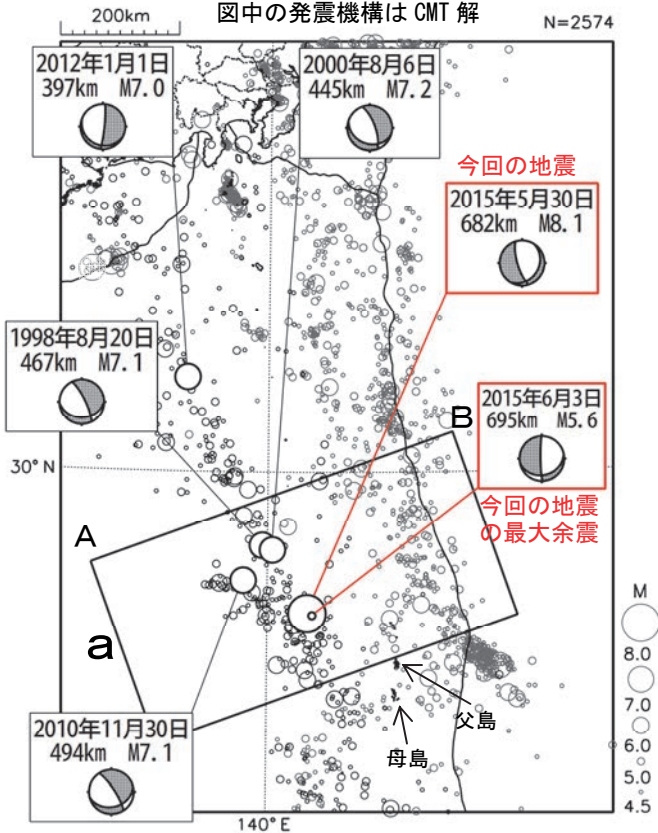 200km
図中の発震機構は CMT 解
N=2574
2012年1月1日
397km M7.0
2000年8月6日
445km M7.2
今回の地震
2015年5月30日
682km M8.1
1998年8月20日
467km M7.1
B
2015年6月3日
695km M5.6
30°N
今回の地震
の最大余震
A
a
M
8.0
7.0
6.0
5.0
4.5
父島
母島
2010年11月30日
494km M7.1
140°E